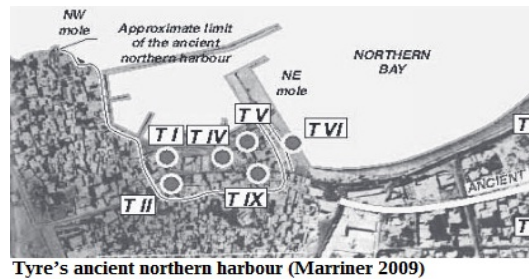 NW
mole
Approximate limit
of the ancient
northern harbour
NORTHERN
BAY
NE
mole
T V
T I
T IV
T VI
T
T II
T IX
ANCIENT
T
Tyre's ancient northern harbour (Marriner 2009)